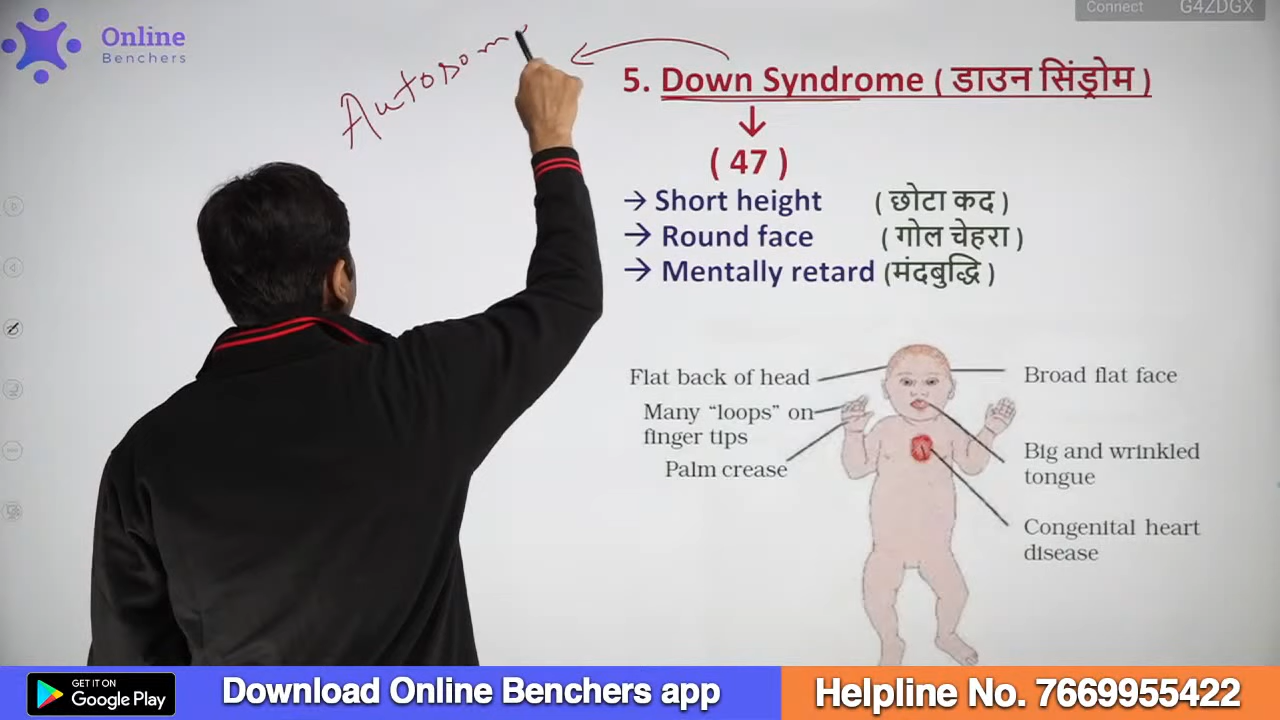 Online
Benchers
Connect G4ZDGX
Autosom
5. Down Syndrome ( डाउन सिंड्रोम )
( 47 )
→ Short height ( छोटा कद )
→ Round face ( गोल चेहरा )
→ Mentally retard (मंदबुद्धि )
Flat back of head
Many “loops” on
finger tips
Palm crease
Broad flat face
Big and wrinkled
tongue
Congenital heart
disease
GET IT ON
Google Play
Download Online Benchers app
Helpline No. 7669955422